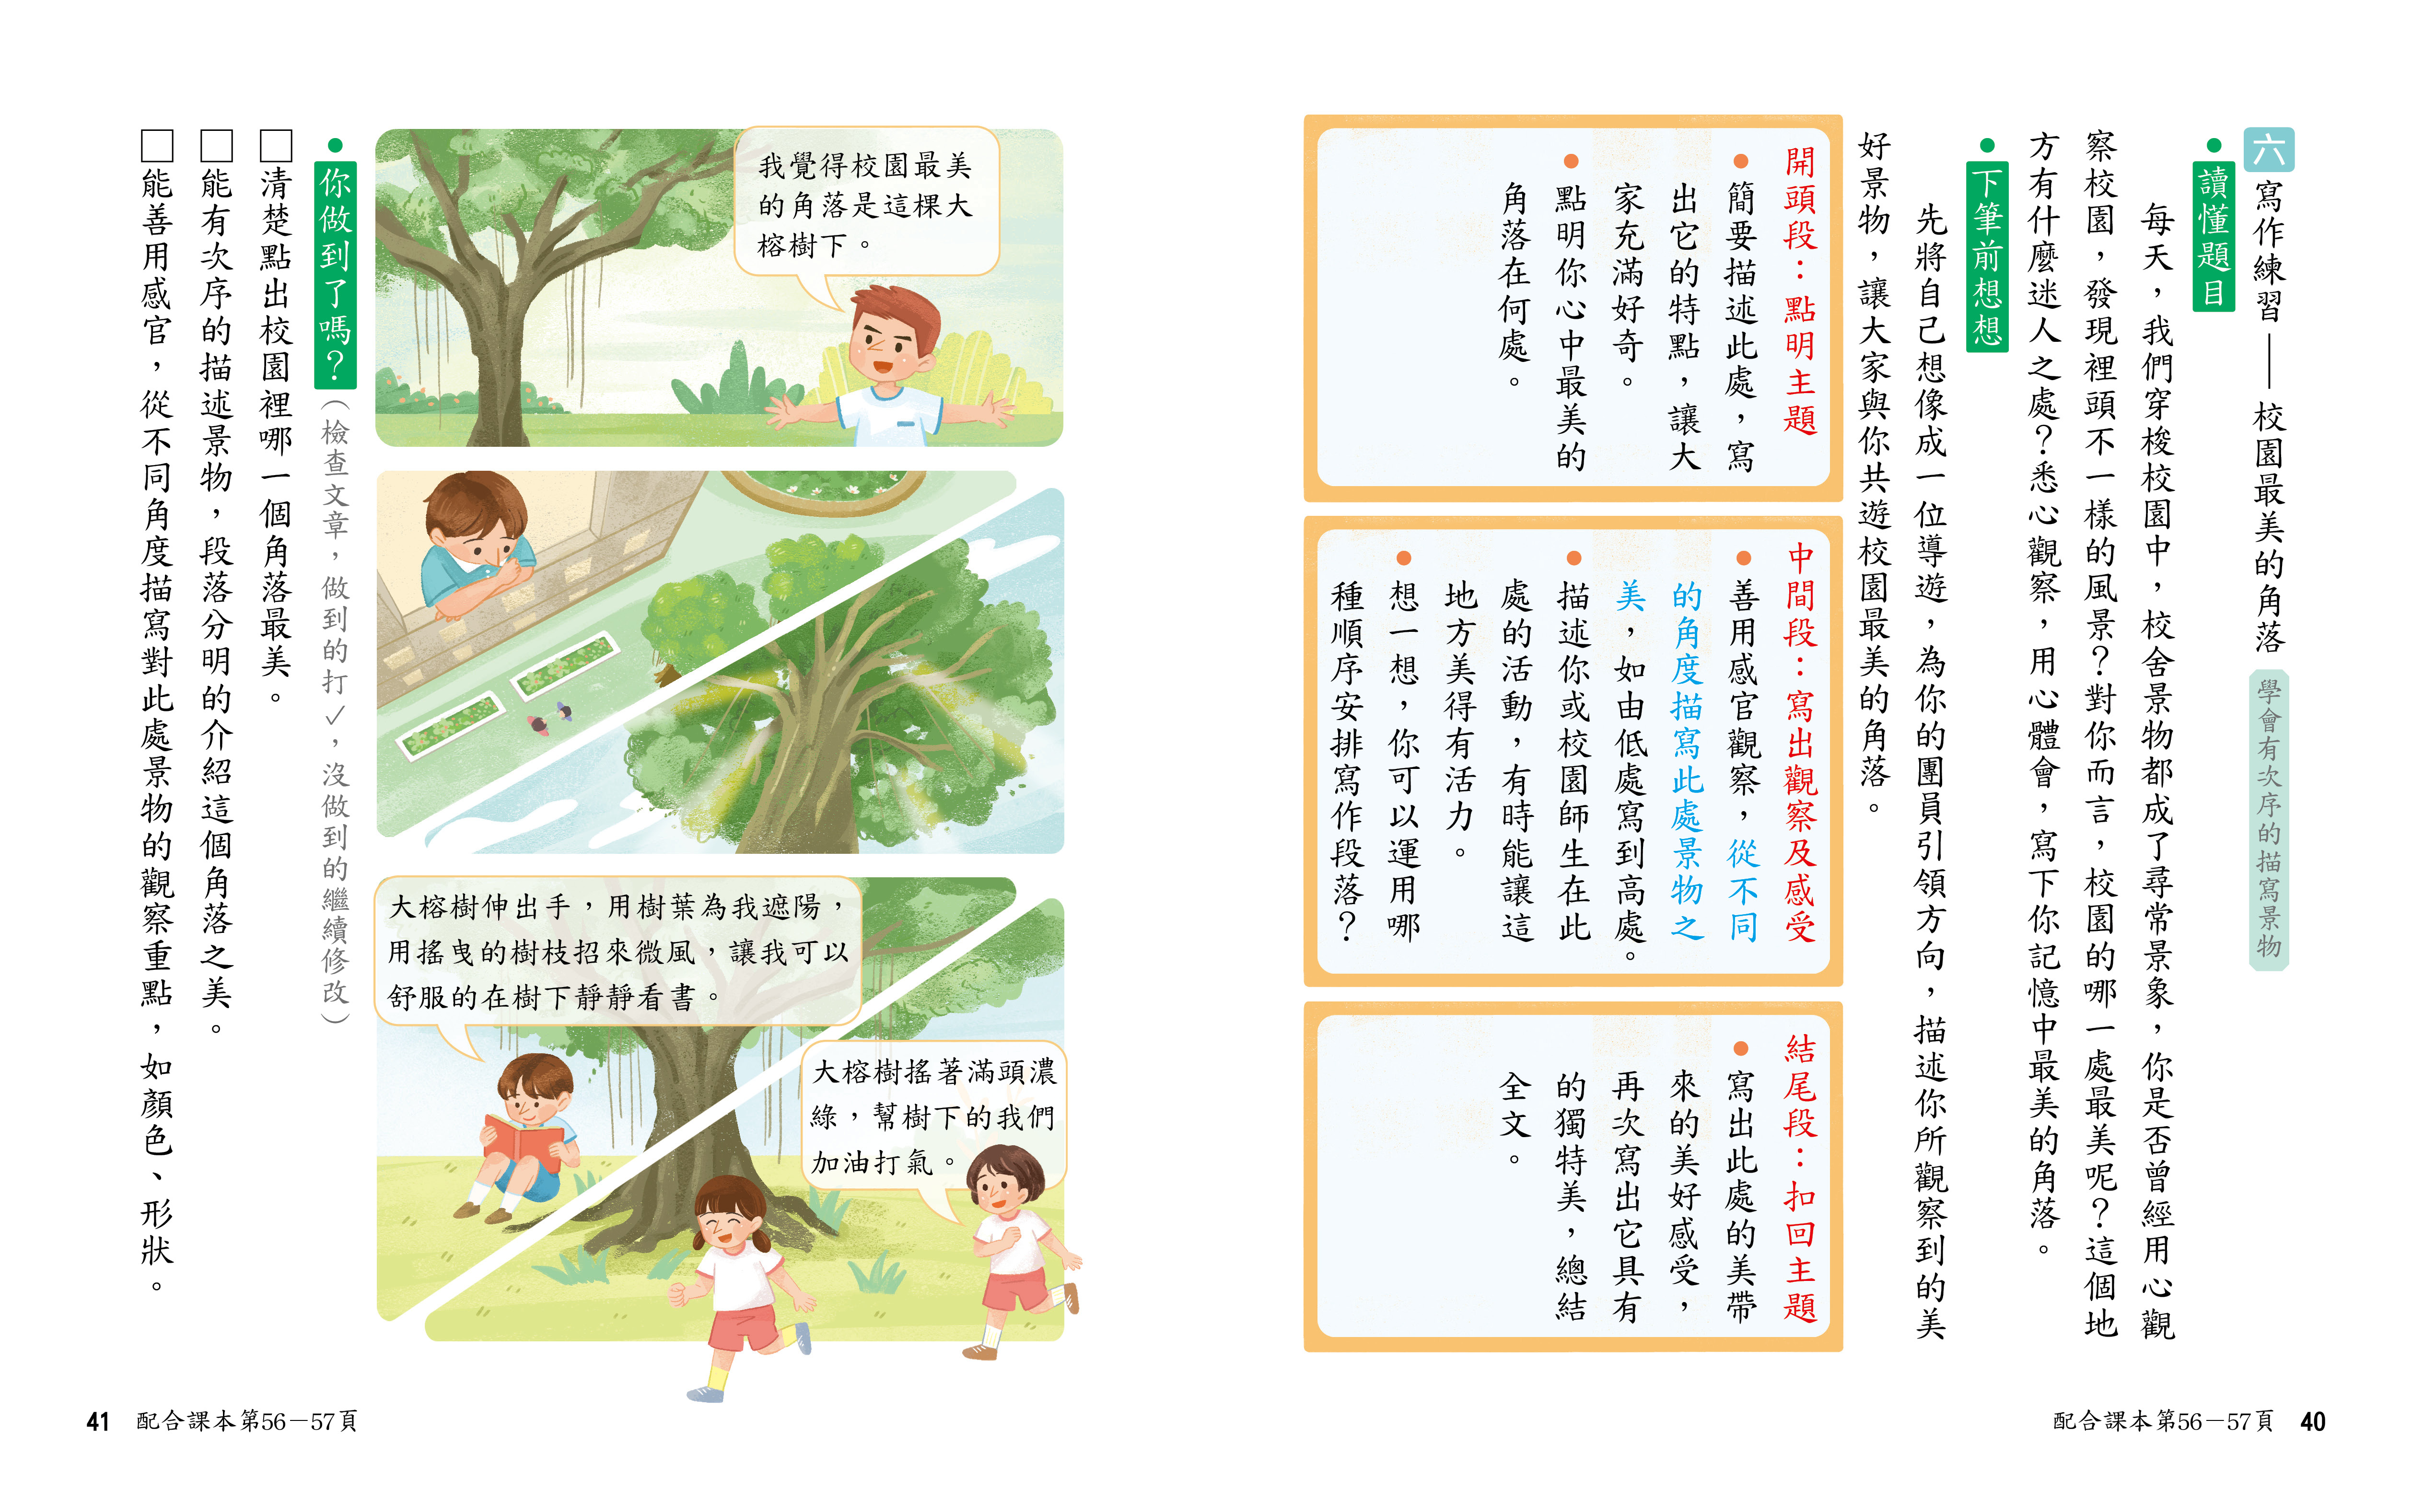 六 寫作練習——校園最美的角落 學會有次序的描寫景物
●讀懂題目
每天，我們穿梭校園中，校舍景物都成了尋常景象，你是否曾經用心觀
察校園，發現裡頭不一樣的風景？對你而言，校園的哪一處最美呢？這個地
方有什麼迷人之處？悉心觀察，用心體會，寫下你記憶中最美的角落。
●下筆前想想
先將自己想像成一位導遊，為你的團員引領方向，描述你所觀察到的美
好景物，讓大家與你共遊校園最美的角落。
開頭段：點明主題
●簡要描述此處，寫
出它的特點，讓大
家充滿好奇。
●點明你心中最美的
角落在何處。
中間段：寫出觀察及感受
●善用感官觀察，從不同
的角度描寫此處景物之
美，如由低處寫到高處。
●描述你或校園師生在此
處的活動，有時能讓這
地方美得有活力。
●想一想，你可以運用哪
種順序安排寫作段落？
結尾段：扣回主題
●寫出此處的美帶
來的美好感受，
再次寫出它具有
的獨特美，總結
全文。
配合課本第56－57頁 40
我覺得校園最美
的角落是這棵大
榕樹下。
大榕樹伸出手，用樹葉為我遮陽，
用搖曳的樹枝招來微風，讓我可以
舒服的在樹下靜靜看書。
大榕樹搖著滿頭濃
綠，幫樹下的我們
加油打氣。
●你做到了嗎？（檢查文章，做到的打✓，沒做到的繼續修改）
□清楚點出校園裡哪一個角落最美。
□能有次序的描述景物，段落分明的介紹這個角落之美。
□能善用感官，從不同角度描寫對此處景物的觀察重點，如顏色、形狀。
41 配合課本第56－57頁